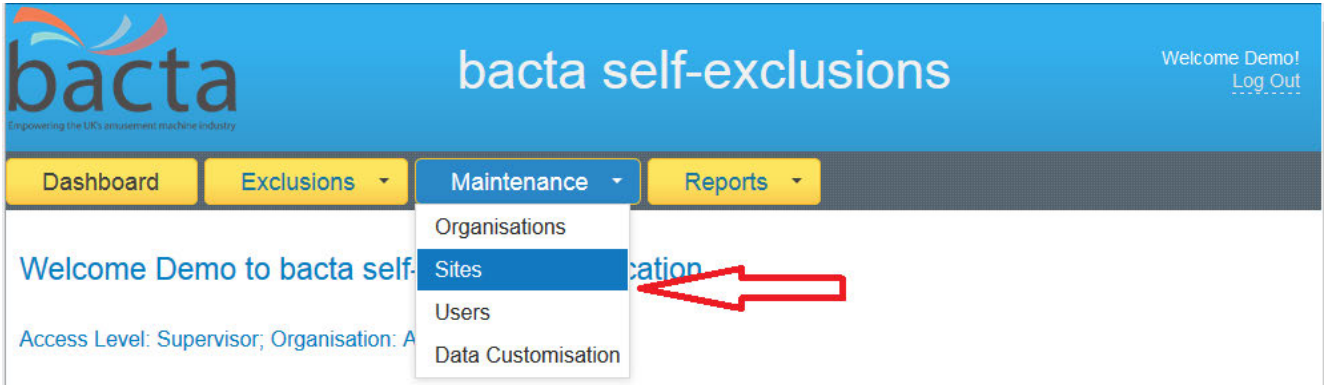 bacta
Empowering the UK's amusement machine industry
bacta self-exclusions
Welcome Demo!
Log Out
Dashboard
Exclusions
Maintenance
Reports
Organisations
Sites
Users
Data Customisation
Welcome Demo to bacta self- cation
Access Level: Supervisor; Organisation: A